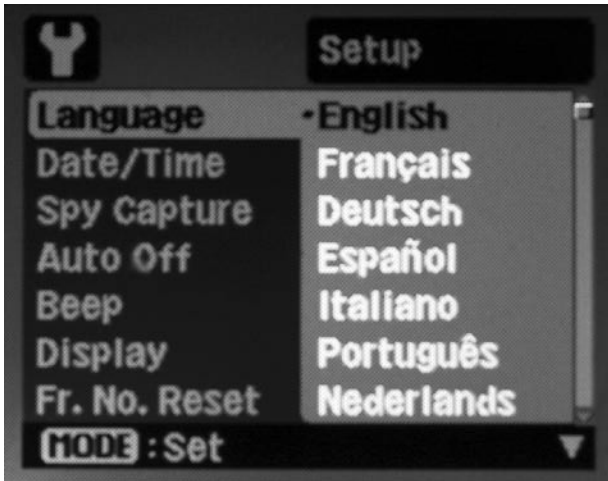 Setup
Language •English
Date/Time Français
Spy Capture Deutsch
Auto Off Español
Beep Italiano
Display Português
Fr. No. Reset Nederlands
MODE :Set